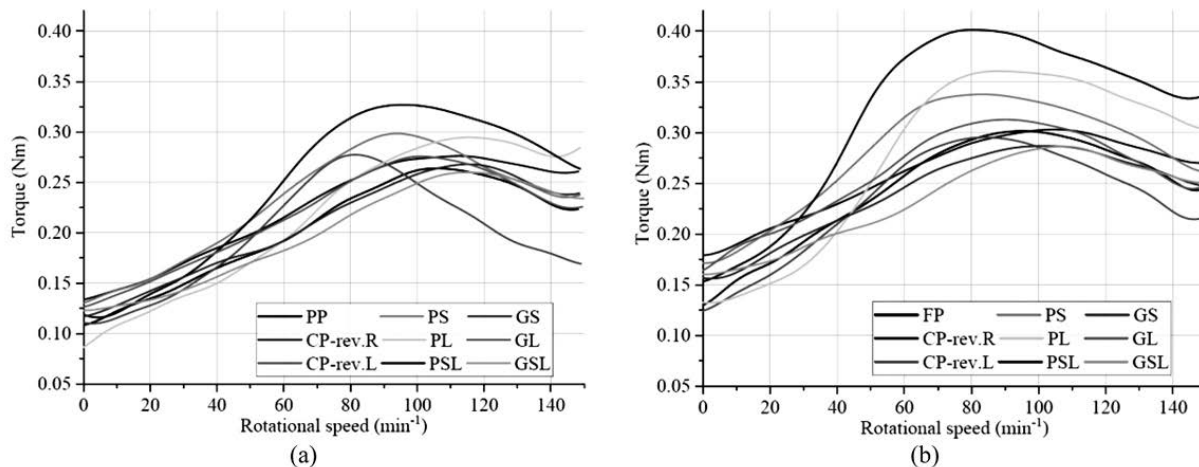 0.40
0.35
0.30
0.25
0.20
0.15
0.10
0.05
Torque (Nm)
PP PS GS
CP-rev.R PL GL
CP-rev.L PSL GSL
0 20 40 60 80 100 120 140
Rotational speed (min⁻¹)
(a)
0.40
0.35
0.30
0.25
0.20
0.15
0.10
0.05
Torque (Nm)
FP PS GS
CP-rev.R PL GL
CP-rev.L PSL GSL
0 20 40 60 80 100 120 140
Rotational speed (min⁻¹)
(b)